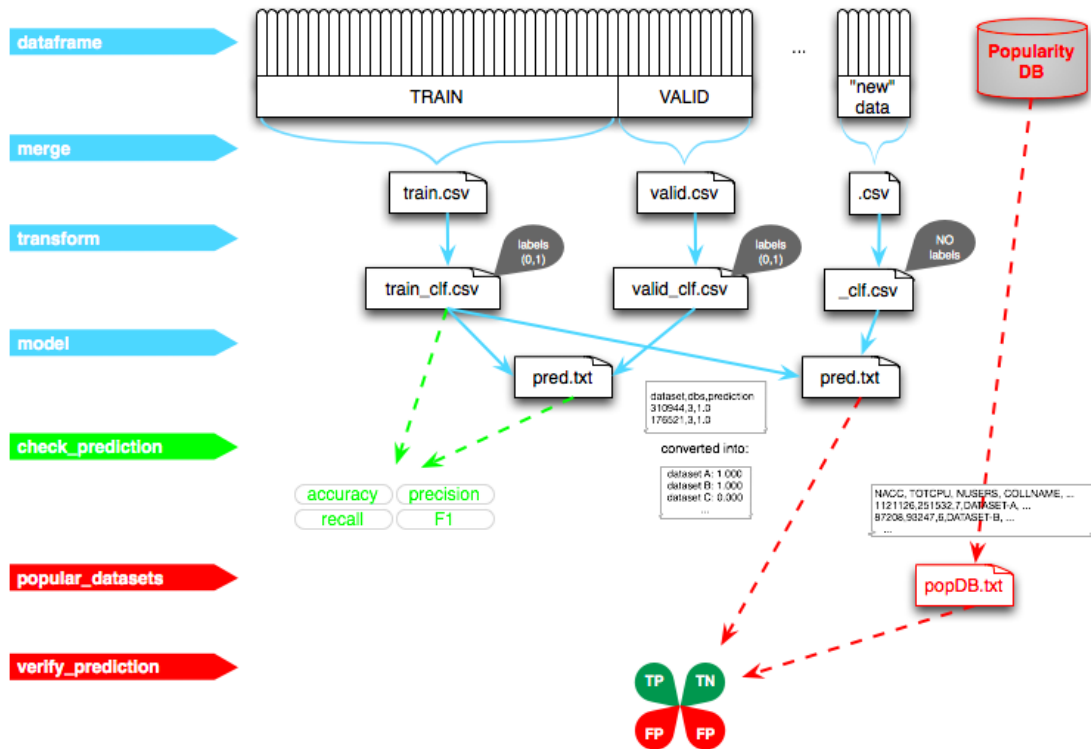 dataframe
TRAIN
VALID
...
"new"
data
Popularity
DB
merge
train.csv
valid.csv
.csv
transform
labels
(0,1)
labels
(0,1)
NO
labels
train_clf.csv
valid_clf.csv
_clf.csv
model
pred.txt
pred.txt
dataset,dbs,prediction
310944,3,1.0
176521,3,1.0
check_prediction
converted into:
dataset A: 1.000
dataset B: 1.000
dataset C: 0.000
...
accuracy
precision
recall
F1
NACC, TOTCPU, NUSERS, COLLNAME, ...
1121126,251532,7,DATASET-A, ...
87208,93247,6,DATASET-B, ...
...
popular_datasets
popDB.txt
verify_prediction
TP
TN
FP
FP